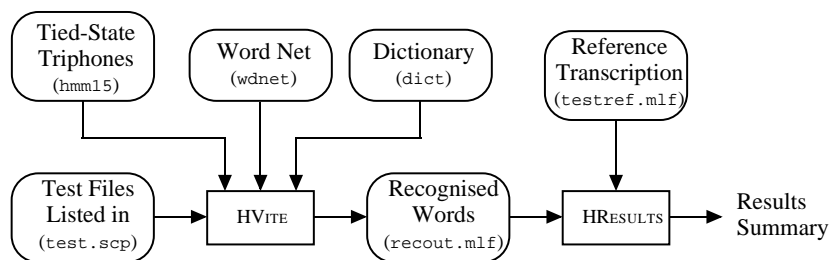 Tied-State
Triphones
(hmm15)
Word Net
(wdnet)
Dictionary
(dict)
Reference
Transcription
(testref.mlf)
Test Files
Listed in
(test.scp)
HVITE
Recognised
Words
(recout.mlf)
HRESULTS
Results
Summary